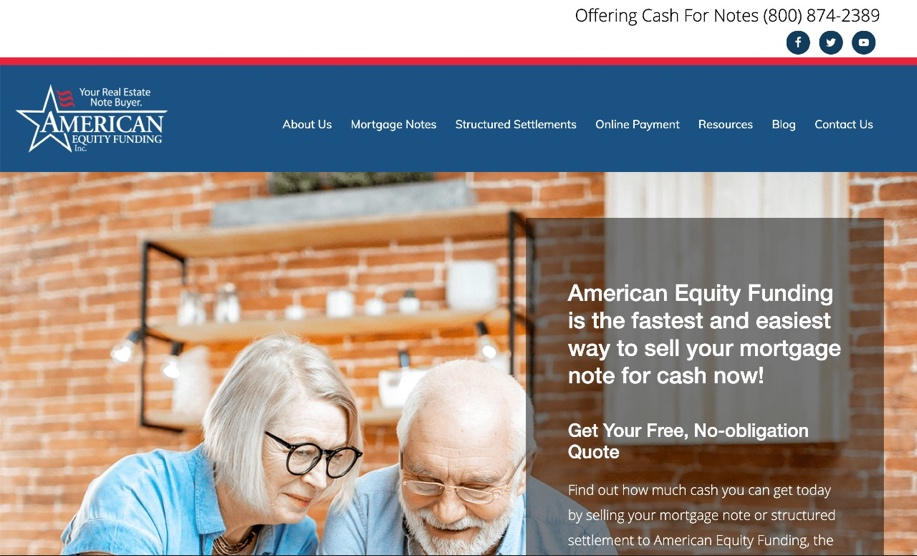 Offering Cash For Notes (800) 874-2389
Your Real Estate
Note Buyer.
AMERICAN
EQUITY FUNDING
Inc.
About Us Mortgage Notes Structured Settlements Online Payment Resources Blog Contact Us
American Equity Funding
is the fastest and easiest
way to sell your mortgage
note for cash now!
Get Your Free, No-obligation
Quote
Find out how much cash you can get today
by selling your mortgage note or structured
settlement to American Equity Funding, the